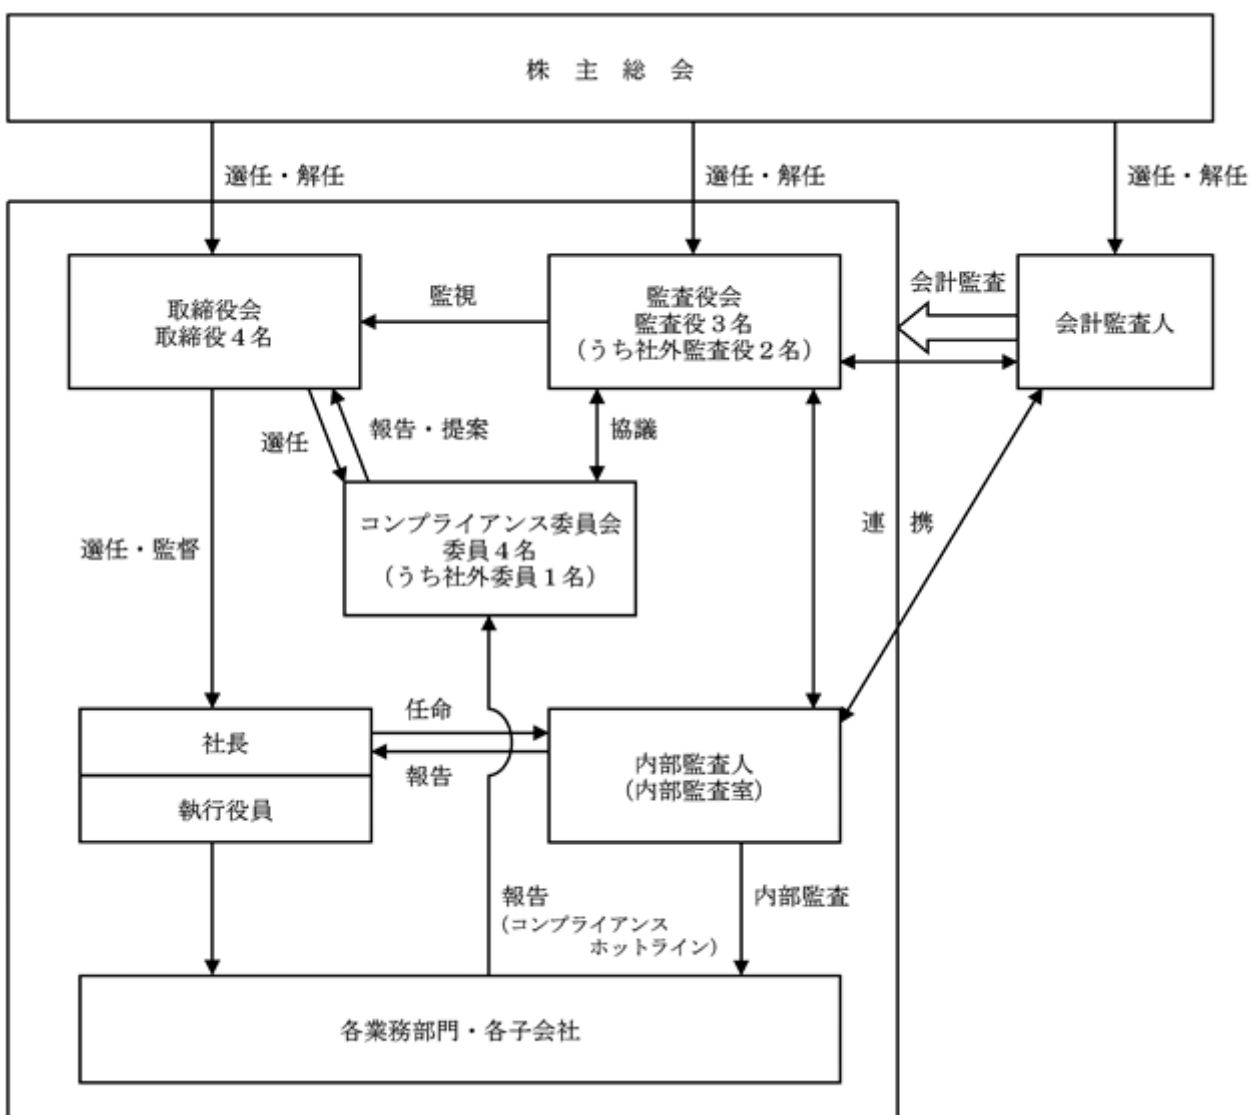 株 主 総 会
選任・解任
選任・解任
選任・解任
取締役会
取締役4名
監視
監査役会
監査役3名
(うち社外監査役2名)
会計監査
会計監査人
選任
報告・提案
協議
コンプライアンス委員会
委員4名
(うち社外委員1名)
選任・監督
連 携
社長
執行役員
任命
報告
内部監査人
(内部監査室)
報告
(コンプライアンス
ホットライン)
内部監査
各業務部門・各子会社